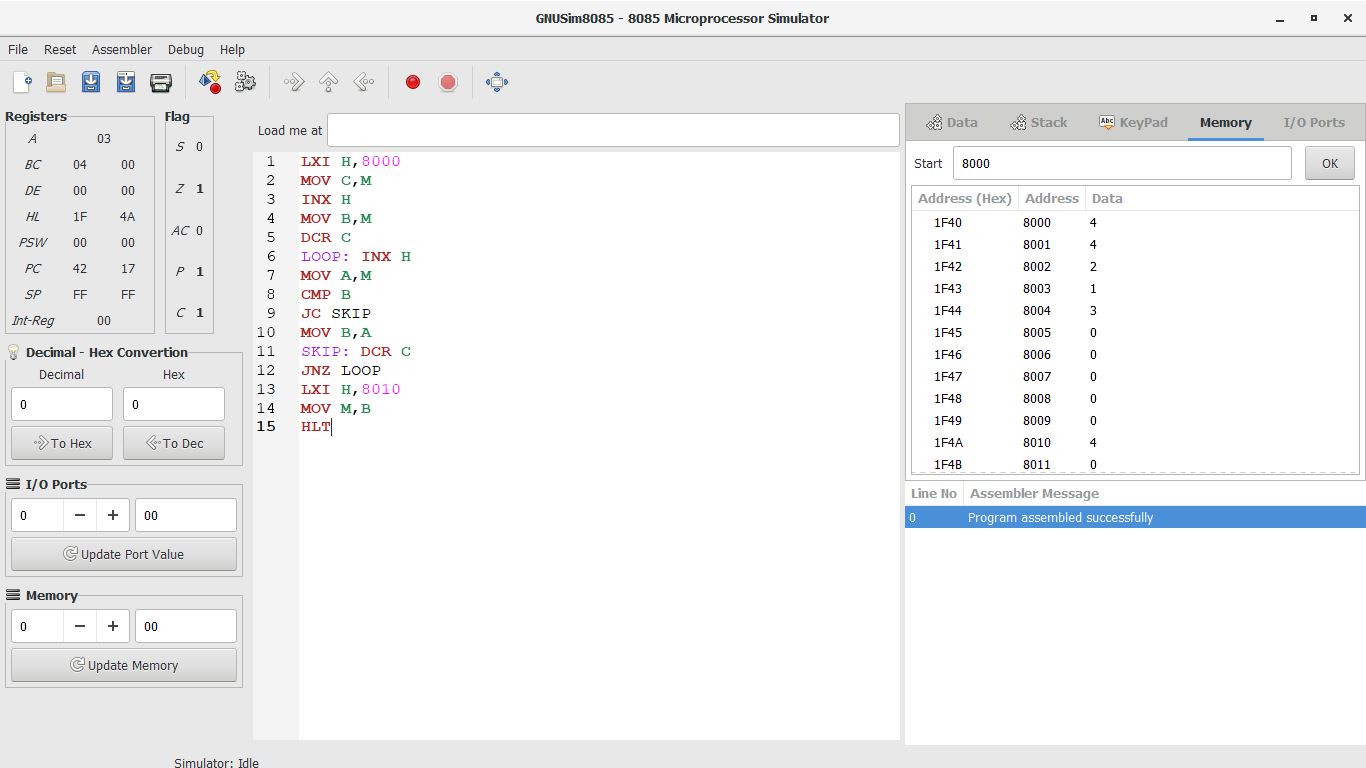 GNUSim8085 - 8085 Microprocessor Simulator
File Reset Assembler Debug Help
Registers
A 03
BC 04 00
DE 00 00
HL 1F 4A
PSW 00 00
PC 42 17
SP FF FF
Int-Reg 00
Flag
S 0
Z 1
AC 0
P 1
C 1
Decimal - Hex Convertion
Decimal Hex
0 0
To Hex To Dec
I/O Ports
0 − + 00
Update Port Value
Memory
0 − + 00
Update Memory
Load me at
1 LXI H,8000
2 MOV C,M
3 INX H
4 MOV B,M
5 DCR C
6 LOOP: INX H
7 MOV A,M
8 CMP B
9 JC SKIP
10 MOV B,A
11 SKIP: DCR C
12 JNZ LOOP
13 LXI H,8010
14 MOV M,B
15 HLT
Data Stack Abc KeyPad Memory I/O Ports
Start 8000 OK
Address (Hex) Address Data
1F40 8000 4
1F41 8001 4
1F42 8002 2
1F43 8003 1
1F44 8004 3
1F45 8005 0
1F46 8006 0
1F47 8007 0
1F48 8008 0
1F49 8009 0
1F4A 8010 4
1F4B 8011 0
Line No Assembler Message
0 Program assembled successfully
Simulator: Idle